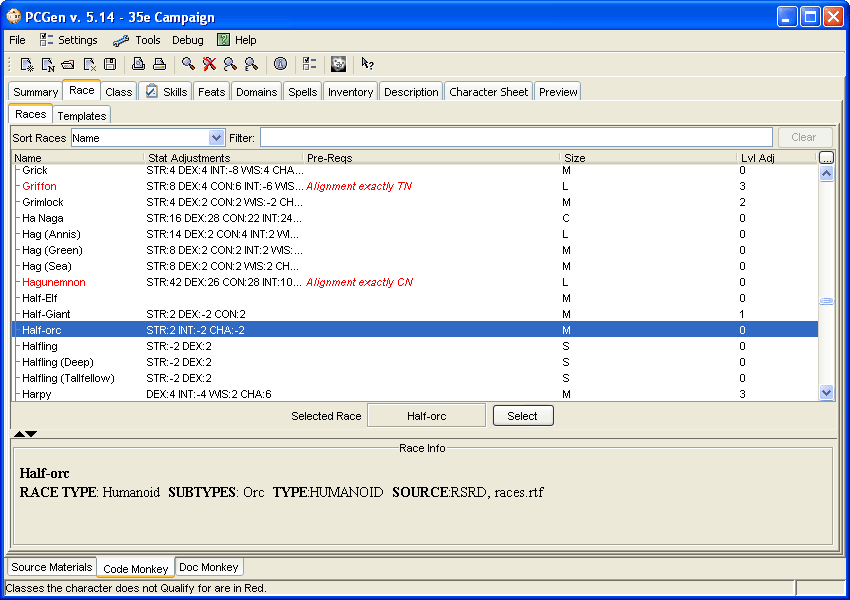 PCGen v. 5.14 - 35e Campaign
File Settings Tools Debug Help
Summary Race Class Skills Feats Domains Spells Inventory Description Character Sheet Preview
Races Templates
Sort Races Name Filter: Clear
Name Stat Adjustments Pre-Reqs Size Lvl Adj ...
Grick STR:4 DEX:4 INT:-8 WIS:4 CHA... M 0
Griffon STR:8 DEX:4 CON:6 INT:-6 WIS... Alignment exactly TN L 3
Grimlock STR:4 DEX:2 CON:2 WIS:-2 CH... M 2
Ha Naga STR:16 DEX:28 CON:22 INT:24... C 0
Hag (Annis) STR:14 DEX:2 CON:4 INT:2 WI... L 0
Hag (Green) STR:8 DEX:2 CON:2 INT:2 WIS:... M 0
Hag (Sea) STR:8 DEX:2 CON:2 WIS:2 CH... M 0
Hagunemnon STR:42 DEX:26 CON:28 INT:10... Alignment exactly CN L 0
Half-Elf M 0
Half-Giant STR:2 DEX:-2 CON:2 M 1
Half-orc STR:2 INT:-2 CHA:-2 M 0
Halfling STR:-2 DEX:2 S 0
Halfling (Deep) STR:-2 DEX:2 S 0
Halfling (Tallfellow) STR:-2 DEX:2 S 0
Harpy DEX:4 INT:-4 WIS:2 CHA:6 M 3
Selected Race Half-orc Select
Race Info
Half-orc
RACE TYPE: Humanoid SUBTYPES: Orc TYPE:HUMANOID SOURCE:RSRD, races.rtf
Source Materials Code Monkey Doc Monkey
Classes the character does not Qualify for are in Red.